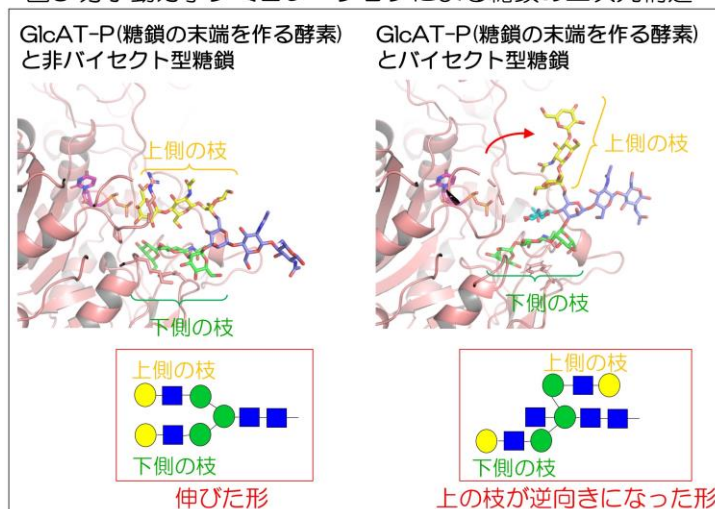 GlcAT-P(糖鎖の末端を作る酵素)
と非バイセクト型糖鎖
上側の枝
下側の枝
上側の枝
下側の枝
伸びた形
GlcAT-P(糖鎖の末端を作る酵素)
とバイセクト型糖鎖
上側の枝
下側の枝
上側の枝
下側の枝
上の枝が逆向きになった形